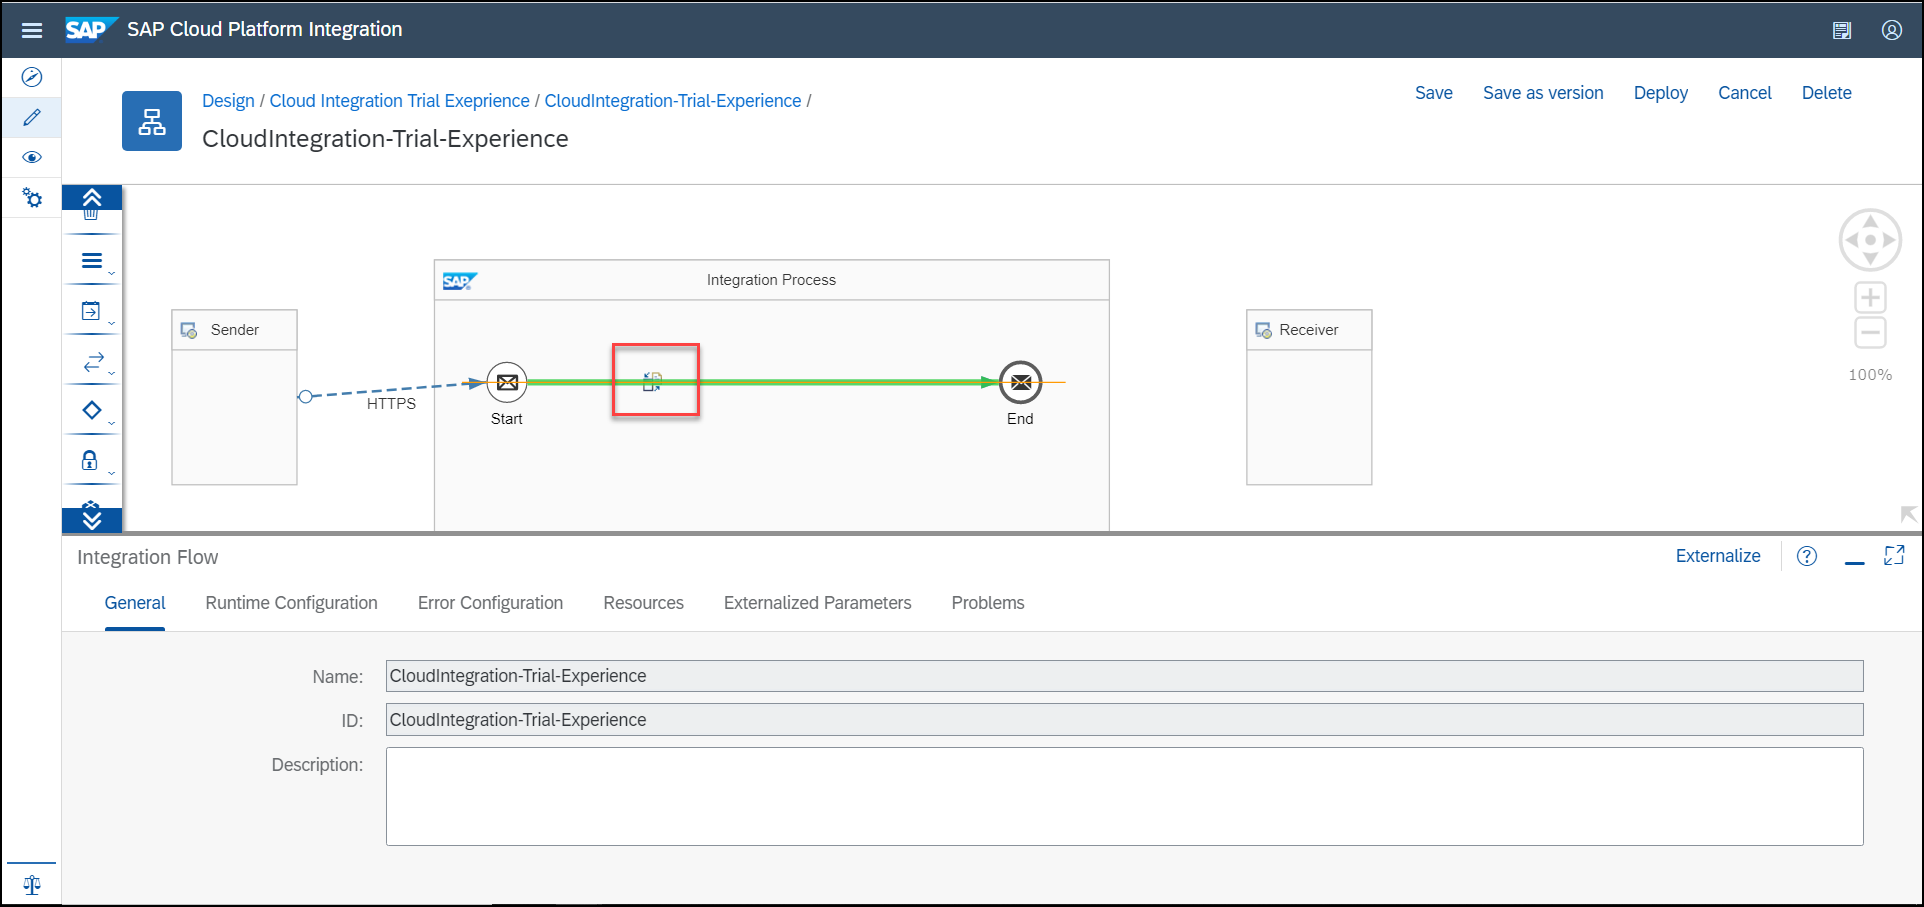 SAP SAP Cloud Platform Integration
Design / Cloud Integration Trial Exeprience / CloudIntegration-Trial-Experience /
Save Save as version Deploy Cancel Delete
CloudIntegration-Trial-Experience
SAP Integration Process
Sender
Receiver
HTTPS
Start
End
100%
Integration Flow
Externalize
General Runtime Configuration Error Configuration Resources Externalized Parameters Problems
Name: CloudIntegration-Trial-Experience
ID: CloudIntegration-Trial-Experience
Description: